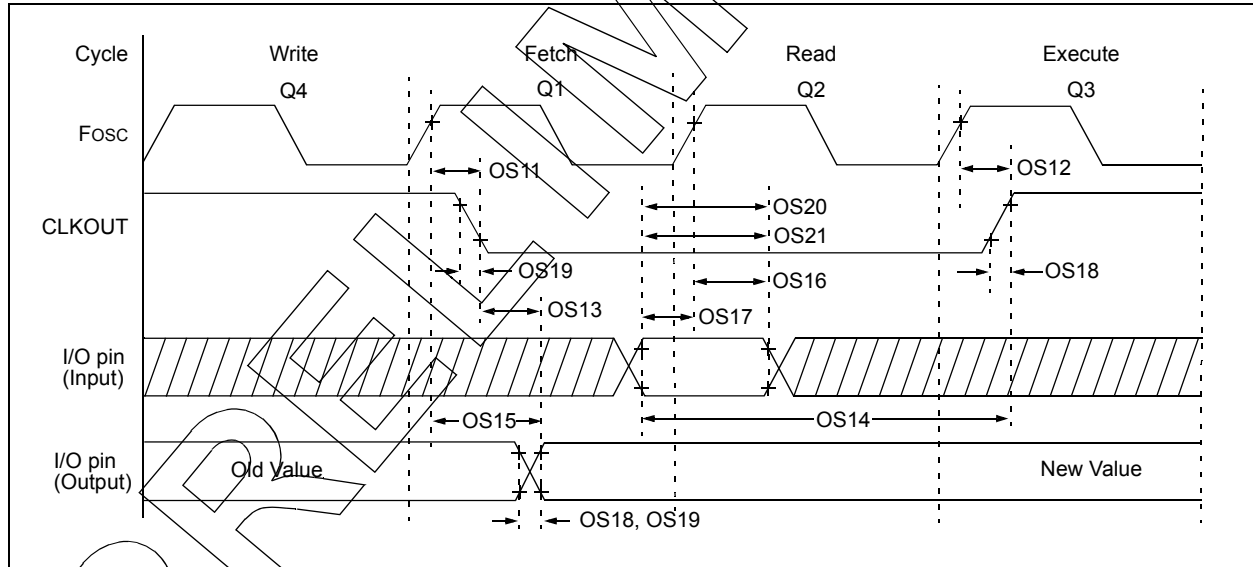 Cycle Write Fetch Read Execute
Q4 Q1 Q2 Q3
FOSC
OS11 OS12
OS20
CLKOUT
OS21
OS19 OS16 OS18
OS13 OS17
I/O pin
(Input)
OS15 OS14
I/O pin
(Output)
Old Value New Value
OS18, OS19
PRELIM